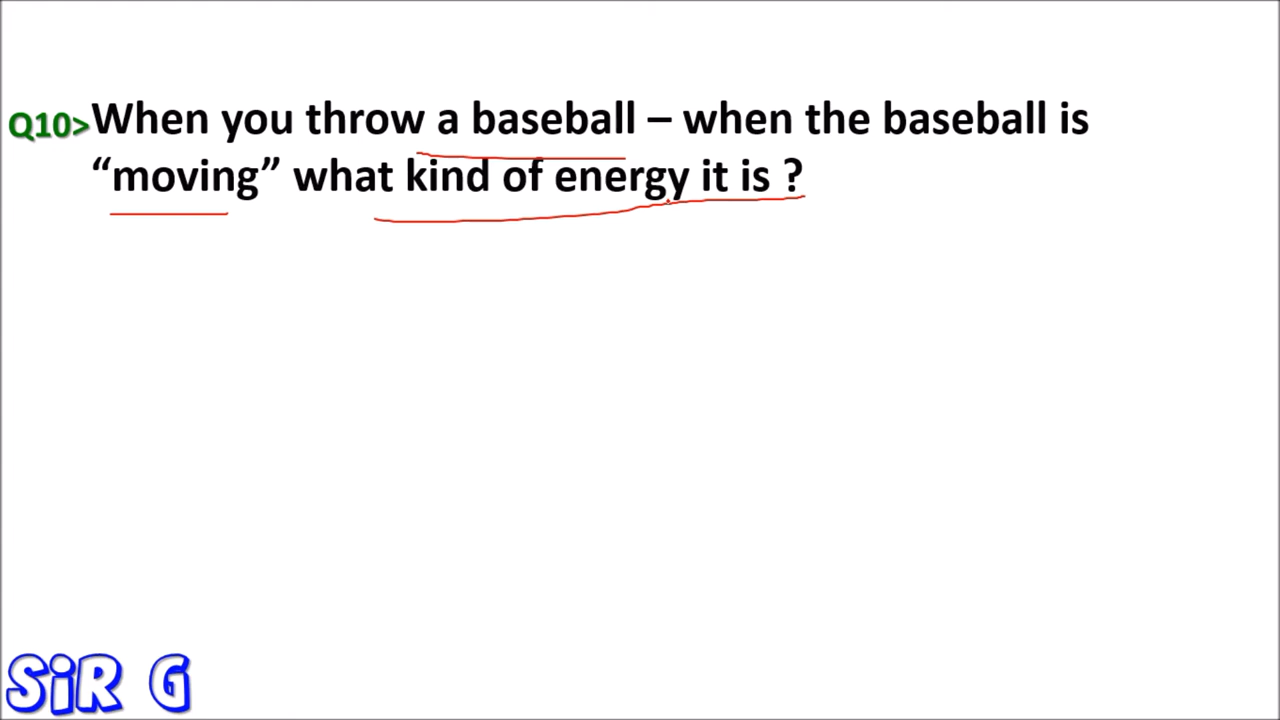 Q10>When you throw a baseball – when the baseball is
“moving” what kind of energy it is ?
SiR G